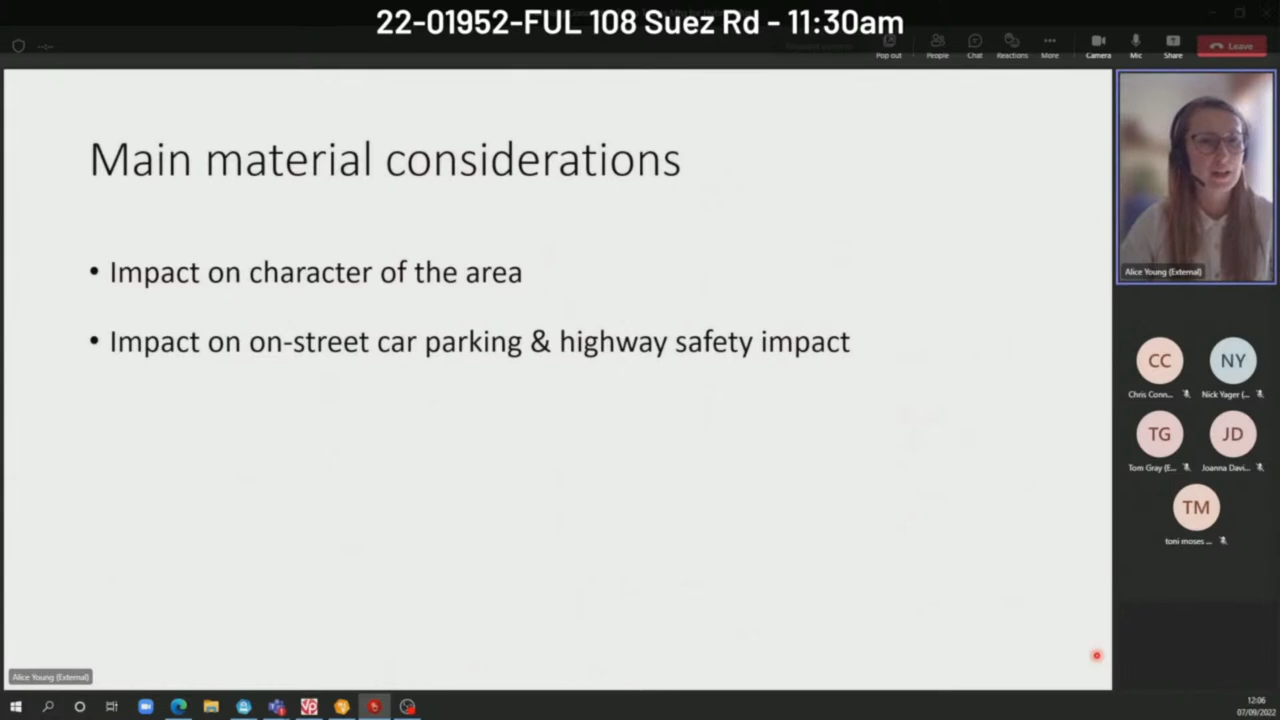 22-01952-FUL 108 Suez Rd - 11:30am
Pop out
People
Chat
Reactions
More
Camera
Mic
Share
Leave
Main material considerations
• Impact on character of the area
• Impact on on-street car parking & highway safety impact
Alice Young (External)
CC
NY
Chris Conn...
Nick Yager (...
TG
JD
Tom Gray (E...
Joanna Davi...
TM
toni moses ...
Alice Young (External)
12:06
07/09/2022